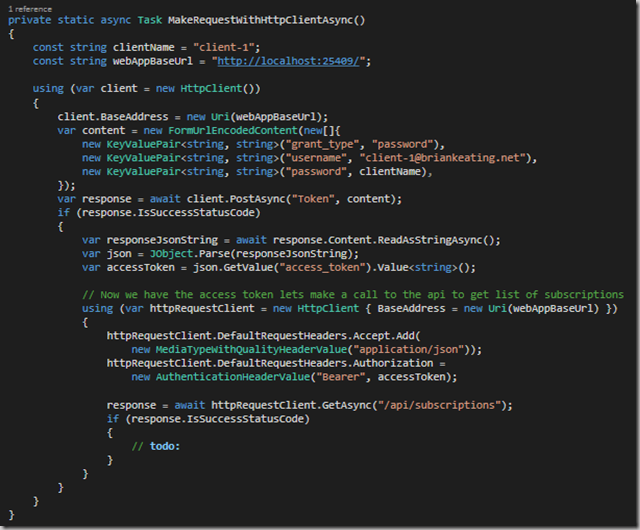 1 reference
private static async Task MakeRequestWithHttpClientAsync()
{
    const string clientName = "client-1";
    const string webAppBaseUrl = "http://localhost:25409/";

    using (var client = new HttpClient())
    {
        client.BaseAddress = new Uri(webAppBaseUrl);
        var content = new FormUrlEncodedContent(new[]{
            new KeyValuePair<string, string>("grant_type", "password"),
            new KeyValuePair<string, string>("username", "client-1@briankeating.net"),
            new KeyValuePair<string, string>("password", clientName),
        });
        var response = await client.PostAsync("Token", content);
        if (response.IsSuccessStatusCode)
        {
            var responseJsonString = await response.Content.ReadAsStringAsync();
            var json = JObject.Parse(responseJsonString);
            var accessToken = json.GetValue("access_token").Value<string>();

            // Now we have the access token lets make a call to the api to get list of subscriptions
            using (var httpRequestClient = new HttpClient { BaseAddress = new Uri(webAppBaseUrl) })
            {
                httpRequestClient.DefaultRequestHeaders.Accept.Add(
                    new MediaTypeWithQualityHeaderValue("application/json"));
                httpRequestClient.DefaultRequestHeaders.Authorization =
                    new AuthenticationHeaderValue("Bearer", accessToken);

                response = await httpRequestClient.GetAsync("/api/subscriptions");
                if (response.IsSuccessStatusCode)
                {
                    // todo:
                }
            }
        }
    }
}